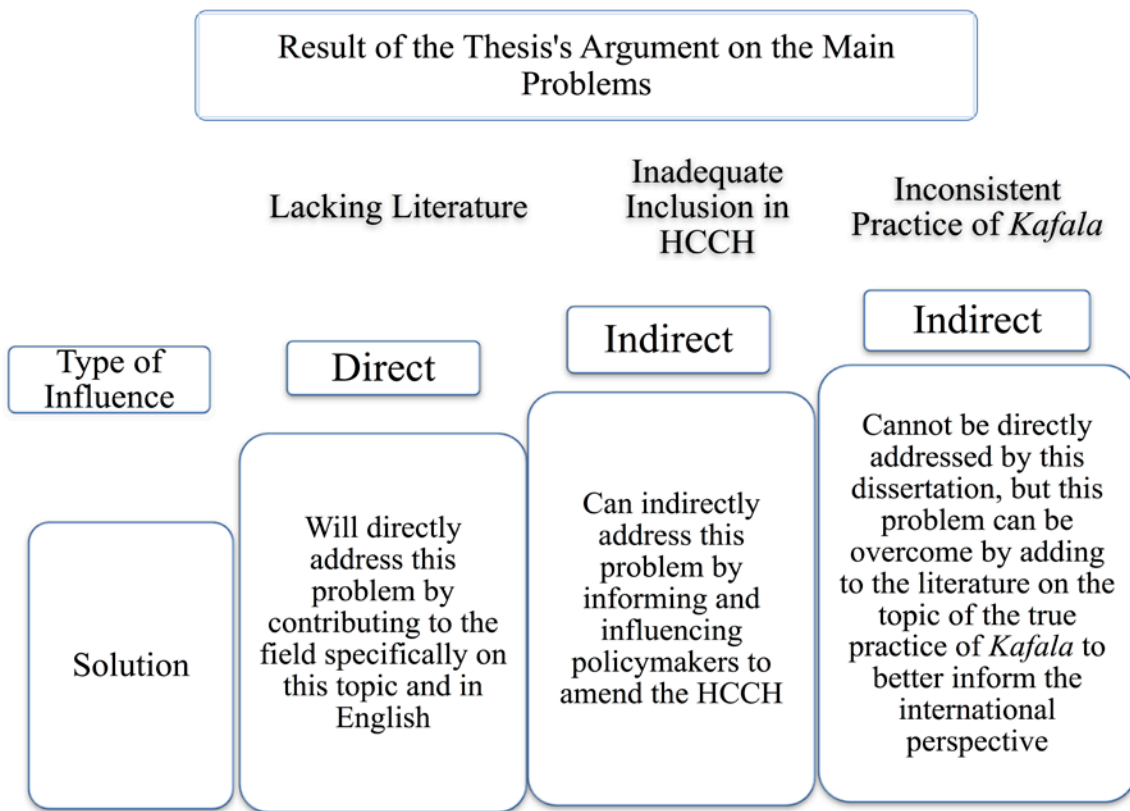 Result of the Thesis's Argument on the Main
Problems
Lacking Literature
Inadequate
Inclusion in
HCCH
Inconsistent
Practice of Kafala
Type of
Influence
Direct
Indirect
Indirect
Solution
Will directly
address this
problem by
contributing to the
field specifically on
this topic and in
English
Can indirectly
address this
problem by
informing and
influencing
policymakers to
amend the HCCH
Cannot be directly
addressed by this
dissertation, but this
problem can be
overcome by adding
to the literature on the
topic of the true
practice of Kafala to
better inform the
international
perspective